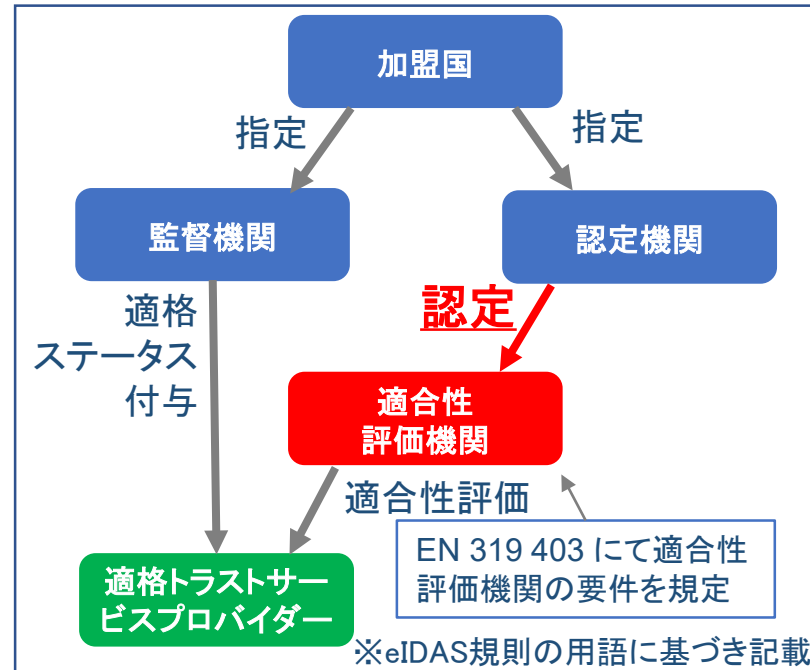 加盟国
指定
指定
監督機関
認定機関
適格
ステータス
付与
認定
適合性
評価機関
適合性評価
EN 319 403 にて適合性
評価機関の要件を規定
適格トラストサー
ビスプロバイダー
※eIDAS規則の用語に基づき記載